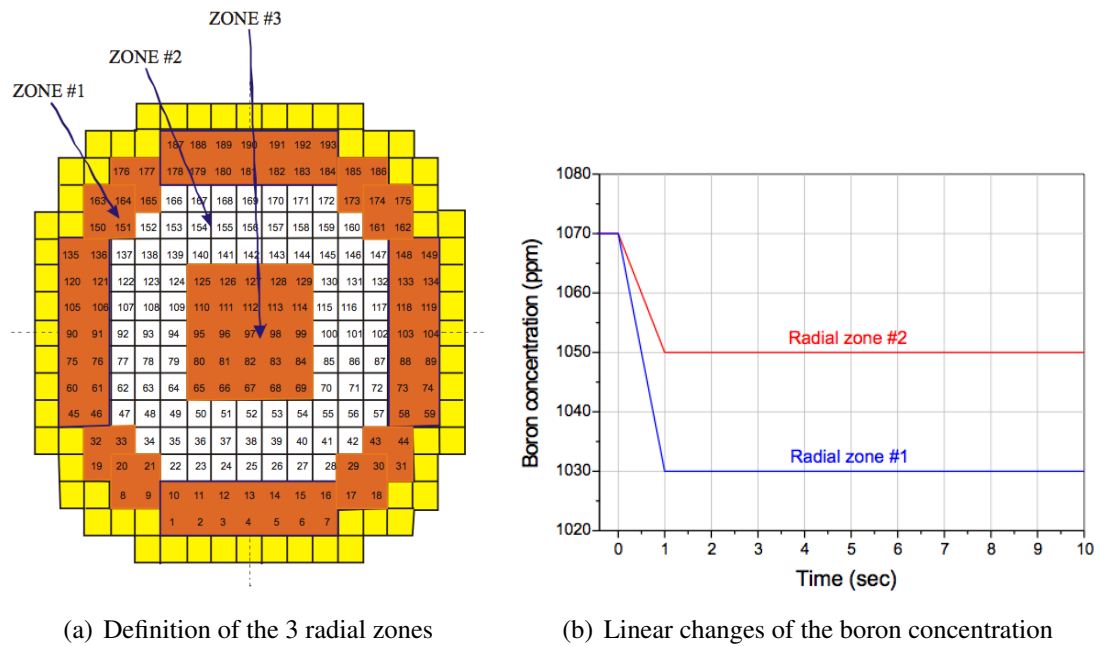 ZONE #3
ZONE #2
ZONE #1
187 188 189 190 191 192 193
176 177 178 179 180 181 182 183 184 185 186
163 164 165 166 167 168 169 170 171 172 173 174 175
150 151 152 153 154 155 156 157 158 159 160 161 162
135 136 137 138 139 140 141 142 143 144 145 146 147 148 149
120 121 122 123 124 125 126 127 128 129 130 131 132 133 134
105 106 107 108 109 110 111 112 113 114 115 116 117 118 119
90 91 92 93 94 95 96 97 98 99 100 101 102 103 104
75 76 77 78 79 80 81 82 83 84 85 86 87 88 89
60 61 62 63 64 65 66 67 68 69 70 71 72 73 74
45 46 47 48 49 50 51 52 53 54 55 56 57 58 59
32 33 34 35 36 37 38 39 40 41 42 43 44
19 20 21 22 23 24 25 26 27 28 29 30 31
8 9 10 11 12 13 14 15 16 17 18
1 2 3 4 5 6 7
(a) Definition of the 3 radial zones
Boron concentration (ppm)
1080
1070
1060
1050
1040
1030
1020
Radial zone #2
Radial zone #1
0 1 2 3 4 5 6 7 8 9 10
Time (sec)
(b) Linear changes of the boron concentration